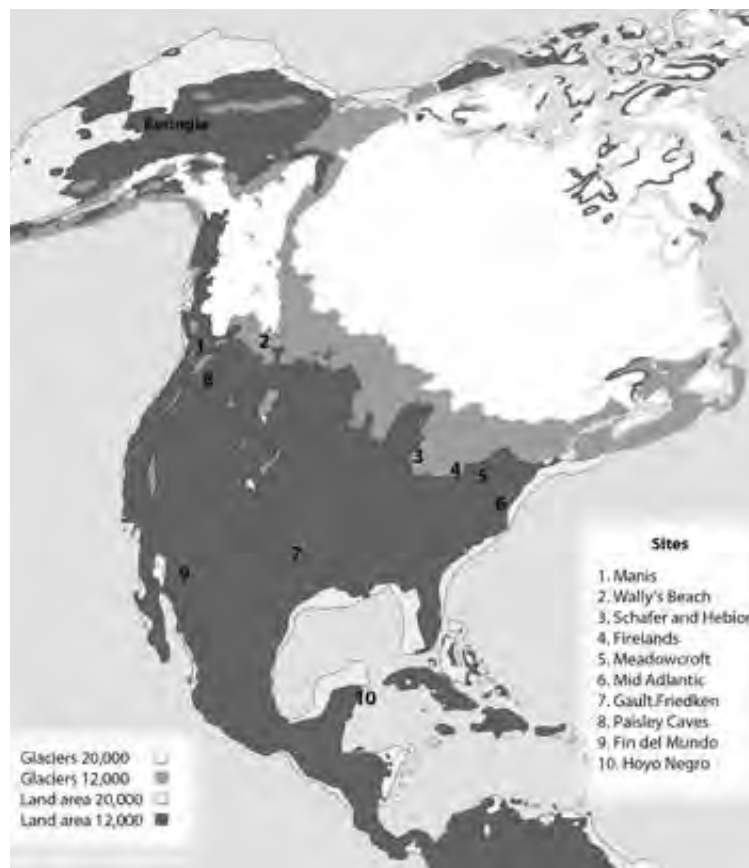 Beringia
1
2
8
3
4
5
6
7
9
10
Sites
1. Manis
2. Wally's Beach
3. Schafer and Hebior
4. Firelands
5. Meadowcroft
6. Mid Adlantic
7. Gault.Friedken
8. Paisley Caves
9. Fin del Mundo
10. Hoyo Negro
Glaciers 20,000
Glaciers 12,000
Land area 20,000
Land area 12,000